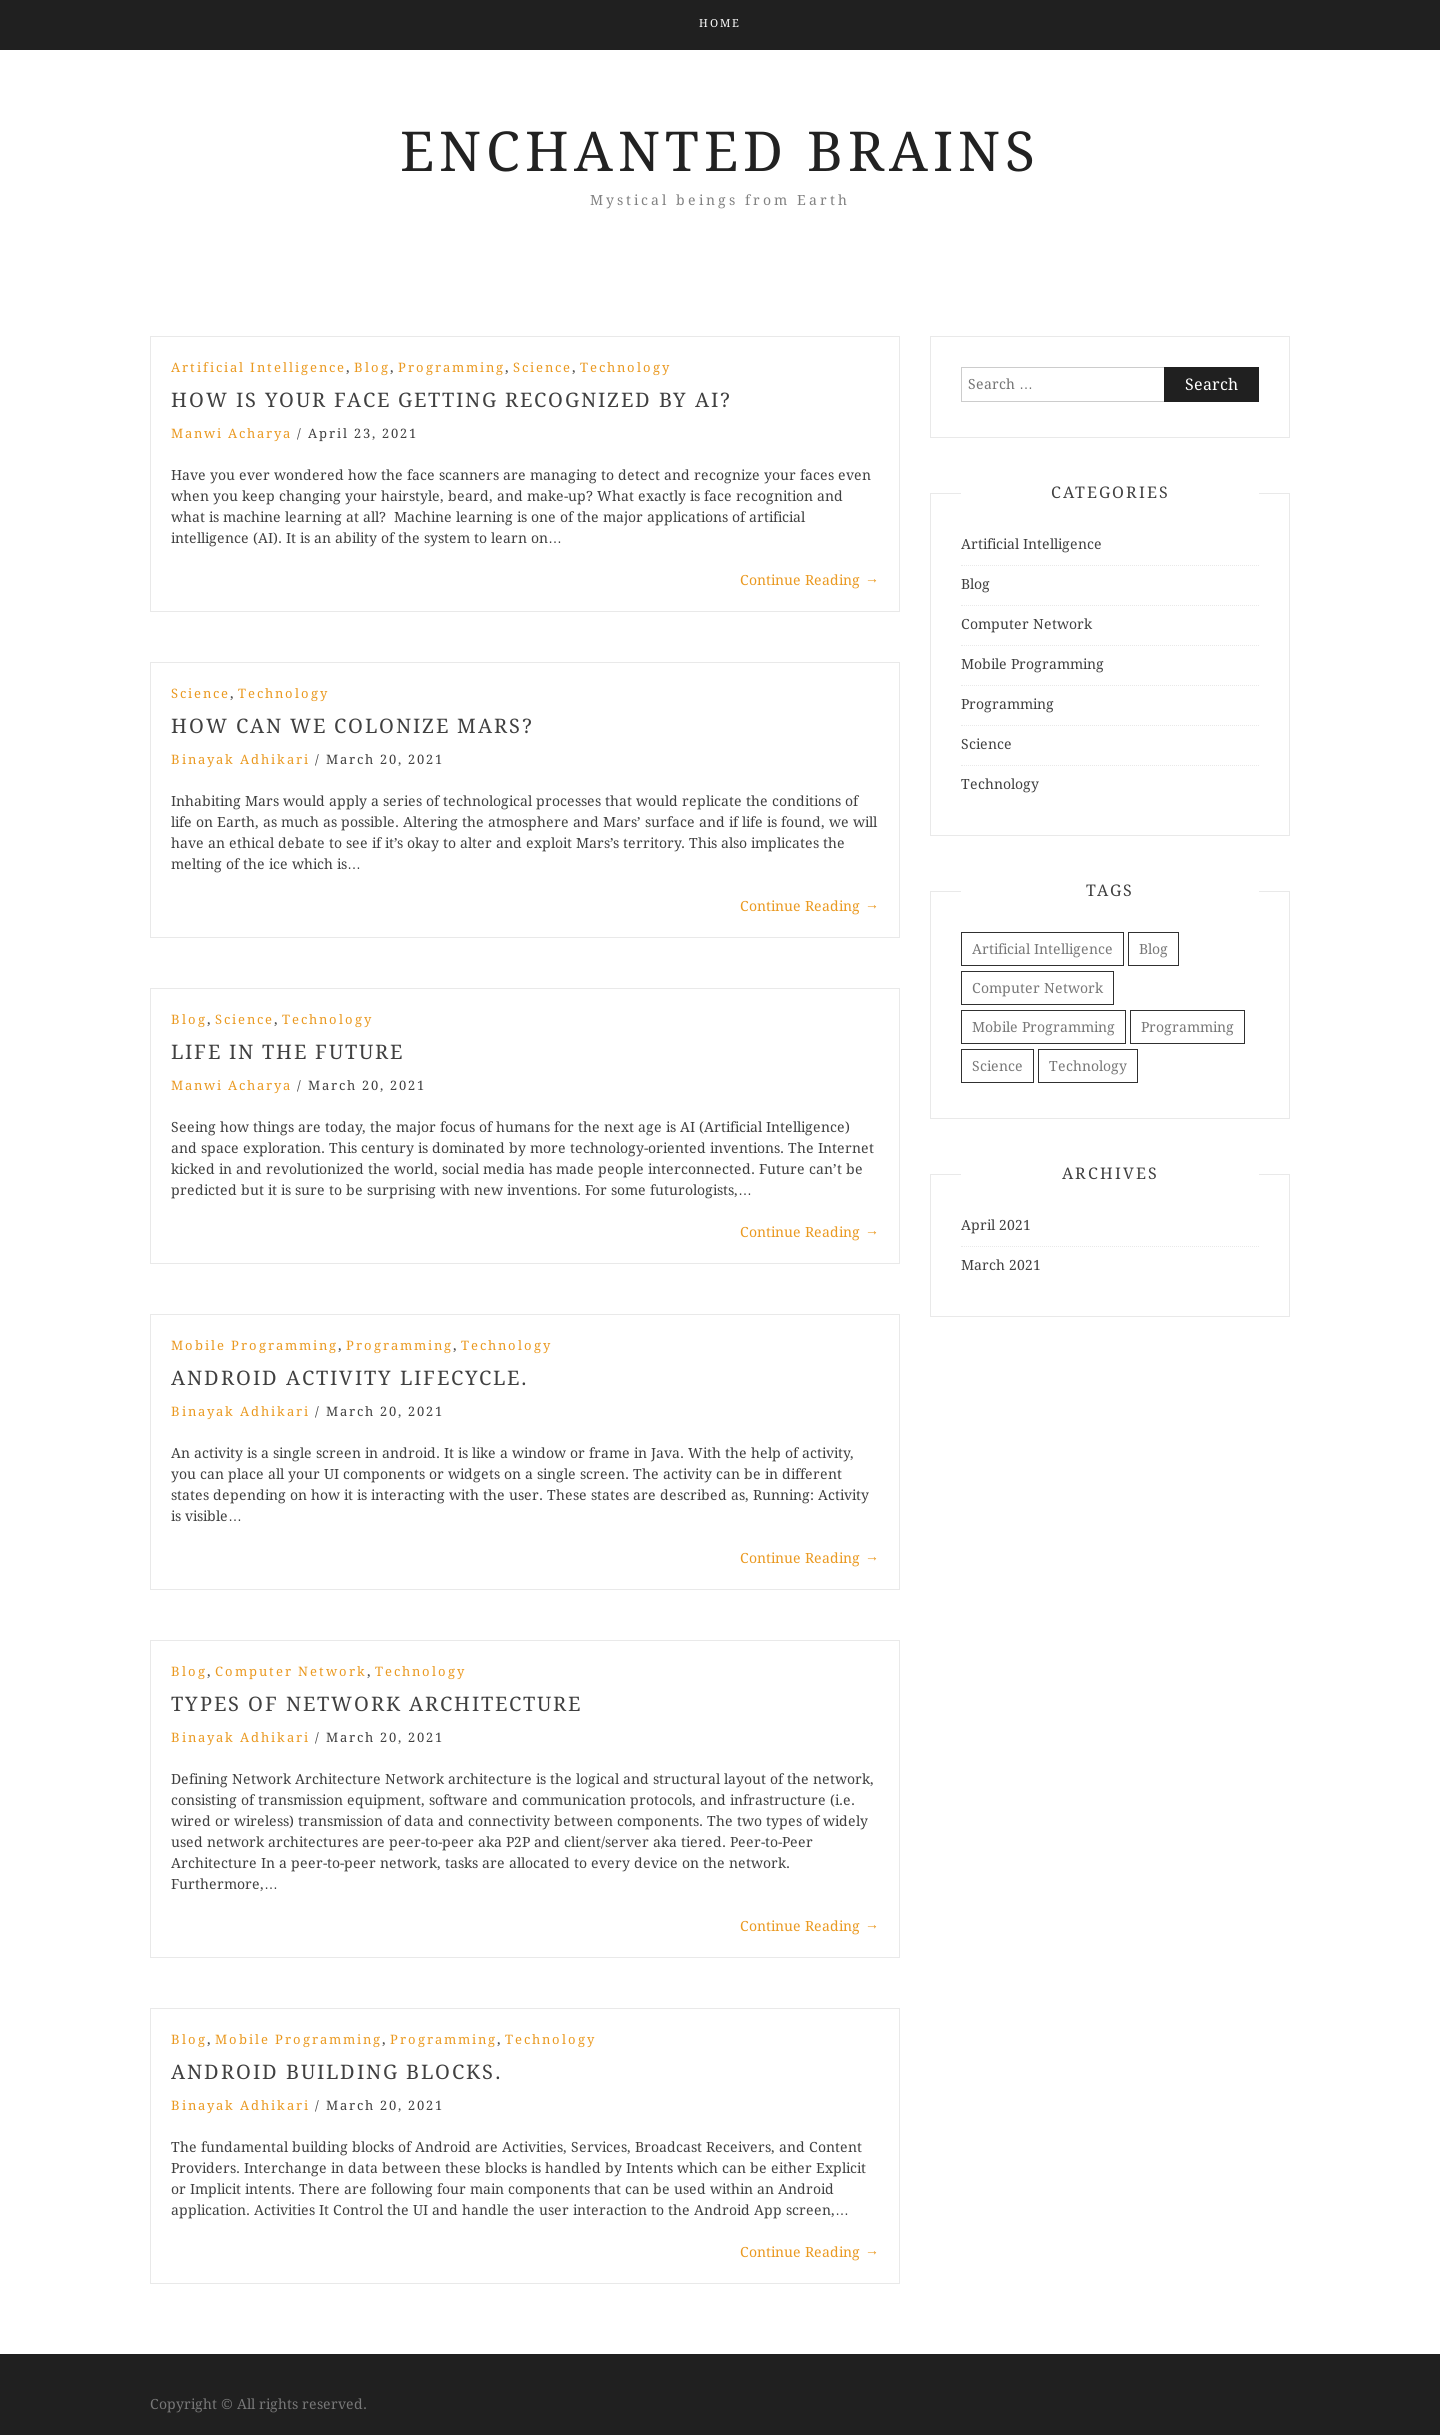 HOME
ENCHANTED BRAINS
Mystical beings from Earth
Artificial Intelligence, Blog, Programming, Science, Technology
HOW IS YOUR FACE GETTING RECOGNIZED BY AI?
Manwi Acharya / April 23, 2021
Have you ever wondered how the face scanners are managing to detect and recognize your faces even
when you keep changing your hairstyle, beard, and make-up? What exactly is face recognition and
what is machine learning at all?  Machine learning is one of the major applications of artificial
intelligence (AI). It is an ability of the system to learn on…
Continue Reading →
Science, Technology
HOW CAN WE COLONIZE MARS?
Binayak Adhikari / March 20, 2021
Inhabiting Mars would apply a series of technological processes that would replicate the conditions of
life on Earth, as much as possible. Altering the atmosphere and Mars’ surface and if life is found, we will
have an ethical debate to see if it’s okay to alter and exploit Mars’s territory. This also implicates the
melting of the ice which is…
Continue Reading →
Blog, Science, Technology
LIFE IN THE FUTURE
Manwi Acharya / March 20, 2021
Seeing how things are today, the major focus of humans for the next age is AI (Artificial Intelligence)
and space exploration. This century is dominated by more technology-oriented inventions. The Internet
kicked in and revolutionized the world, social media has made people interconnected. Future can’t be
predicted but it is sure to be surprising with new inventions. For some futurologists,…
Continue Reading →
Mobile Programming, Programming, Technology
ANDROID ACTIVITY LIFECYCLE.
Binayak Adhikari / March 20, 2021
An activity is a single screen in android. It is like a window or frame in Java. With the help of activity,
you can place all your UI components or widgets on a single screen. The activity can be in different
states depending on how it is interacting with the user. These states are described as, Running: Activity
is visible…
Continue Reading →
Blog, Computer Network, Technology
TYPES OF NETWORK ARCHITECTURE
Binayak Adhikari / March 20, 2021
Defining Network Architecture Network architecture is the logical and structural layout of the network,
consisting of transmission equipment, software and communication protocols, and infrastructure (i.e.
wired or wireless) transmission of data and connectivity between components. The two types of widely
used network architectures are peer-to-peer aka P2P and client/server aka tiered. Peer-to-Peer
Architecture In a peer-to-peer network, tasks are allocated to every device on the network.
Furthermore,…
Continue Reading →
Blog, Mobile Programming, Programming, Technology
ANDROID BUILDING BLOCKS.
Binayak Adhikari / March 20, 2021
The fundamental building blocks of Android are Activities, Services, Broadcast Receivers, and Content
Providers. Interchange in data between these blocks is handled by Intents which can be either Explicit
or Implicit intents. There are following four main components that can be used within an Android
application. Activities It Control the UI and handle the user interaction to the Android App screen,…
Continue Reading →
Search … Search
CATEGORIES
Artificial Intelligence
Blog
Computer Network
Mobile Programming
Programming
Science
Technology
TAGS
Artificial Intelligence Blog
Computer Network
Mobile Programming Programming
Science Technology
ARCHIVES
April 2021
March 2021
Copyright © All rights reserved.